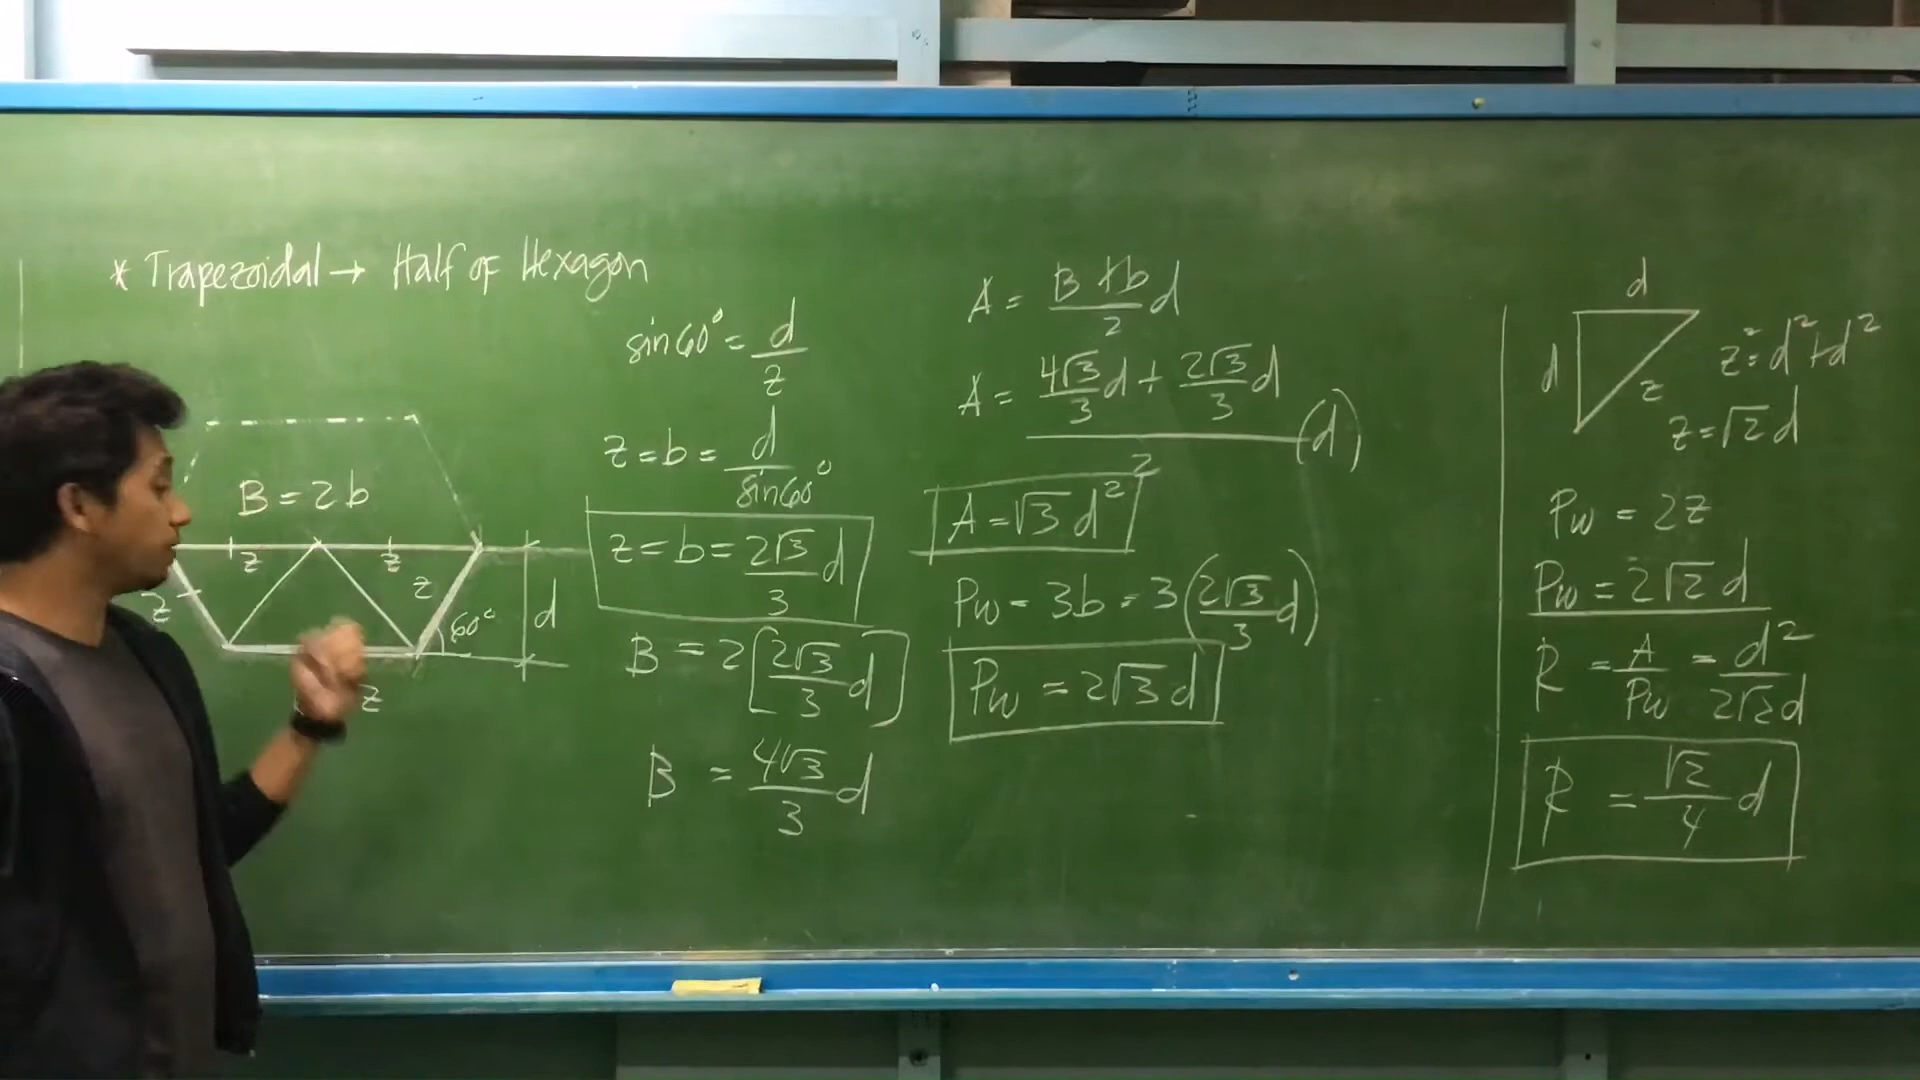 * Trapezoidal → Half of Hexagon
B = 2b
z
z
z
z
60°
d
z
sin60° = d/z
z = b = d/sin60°
z = b = 2√3/3 d
B = 2[2√3/3 d]
B = 4√3/3 d
A = B+b/2 d
A = 4√3/3 d + 2√3/3 d (d)
2
A = √3 d²
Pw = 3b = 3(2√3/3 d)
Pw = 2√3 d
d
d
z
z² = d² + d²
z = √2 d
Pw = 2z
Pw = 2√2 d
R = A/Pw = d²/2√2 d
R = √2/4 d